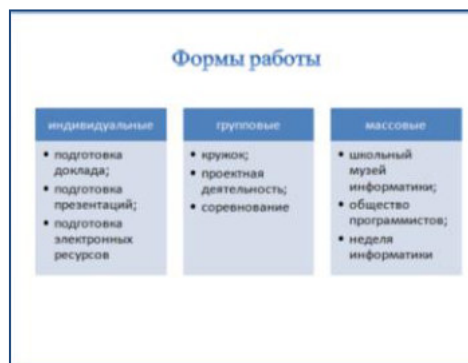 Формы работы
индивидуальные
• подготовка
доклада;
• подготовка
презентаций;
• подготовка
электронных
ресурсов
групповые
• кружок;
• проектная
деятельность;
• соревнование
массовые
• школьный
музей
информатики;
• общество
программистов;
• неделя
информатики